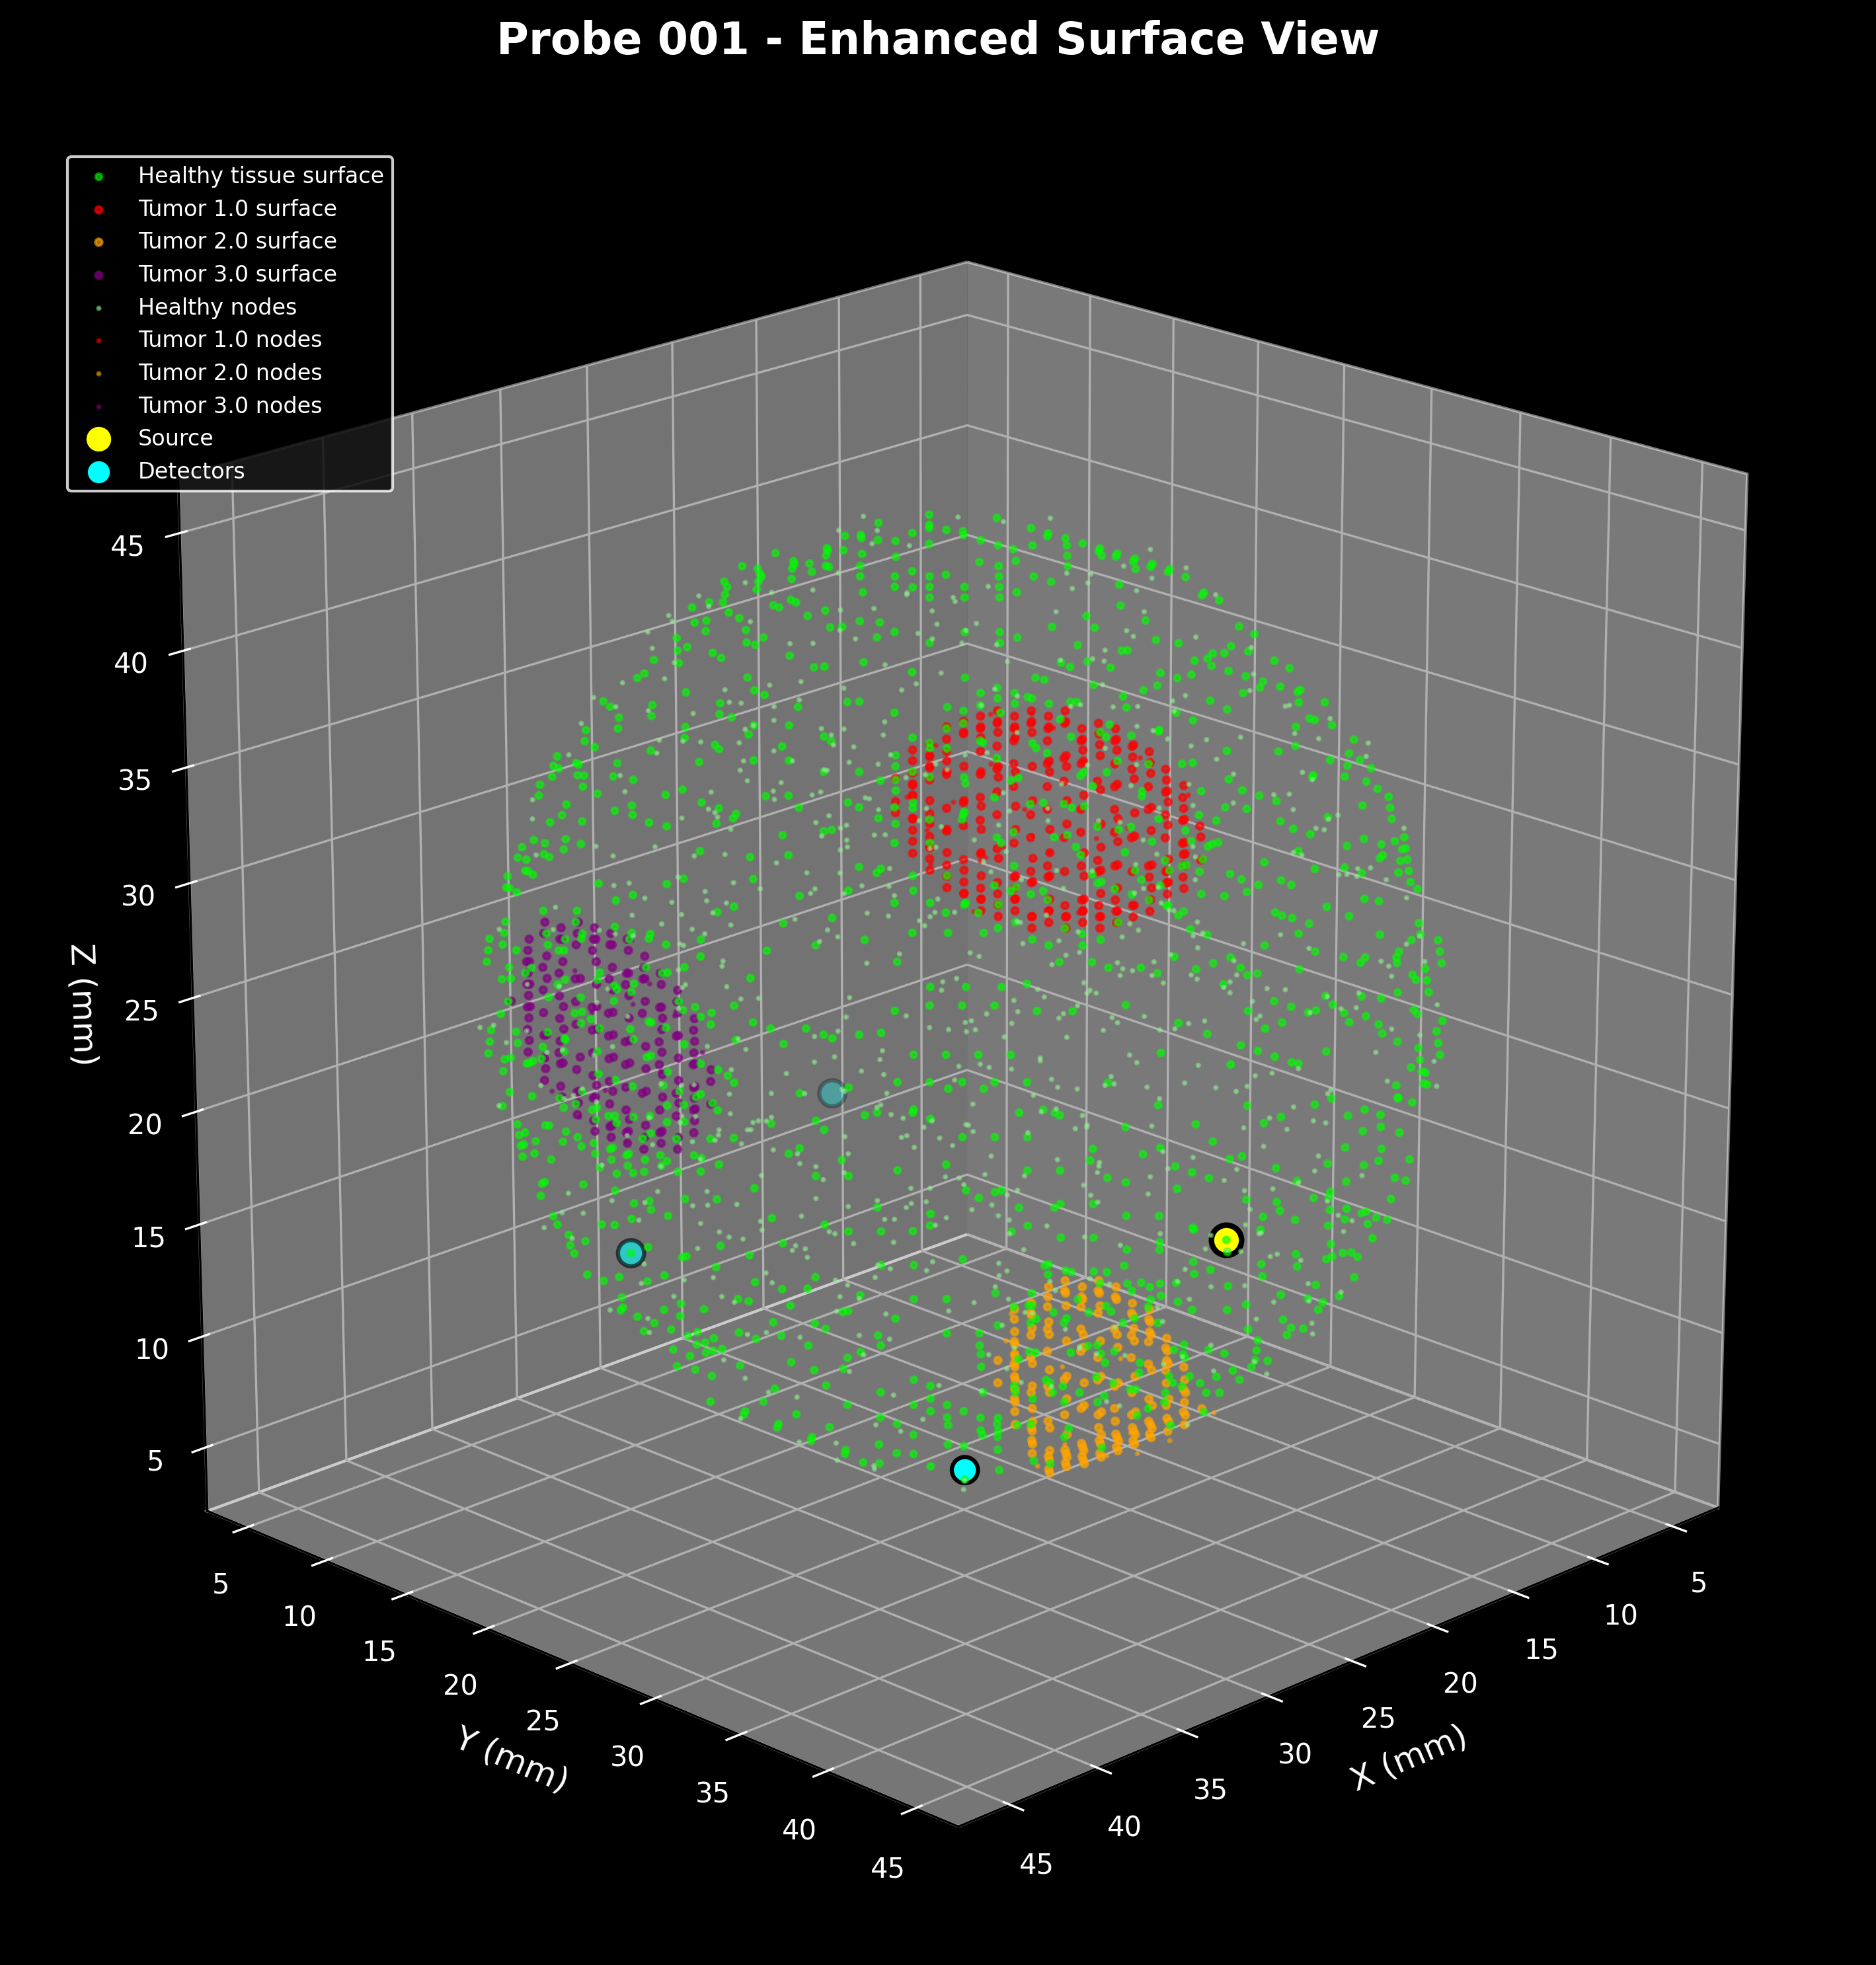 Probe 001 - Enhanced Surface View
Healthy tissue surface
Tumor 1.0 surface
Tumor 2.0 surface
Tumor 3.0 surface
Healthy nodes
Tumor 1.0 nodes
Tumor 2.0 nodes
Tumor 3.0 nodes
Source
Detectors
45
40
35
30
25
20
15
10
5
Z (mm)
5
10
15
20
25
30
35
40
45
Y (mm)
5
10
15
20
25
30
35
40
45
X (mm)